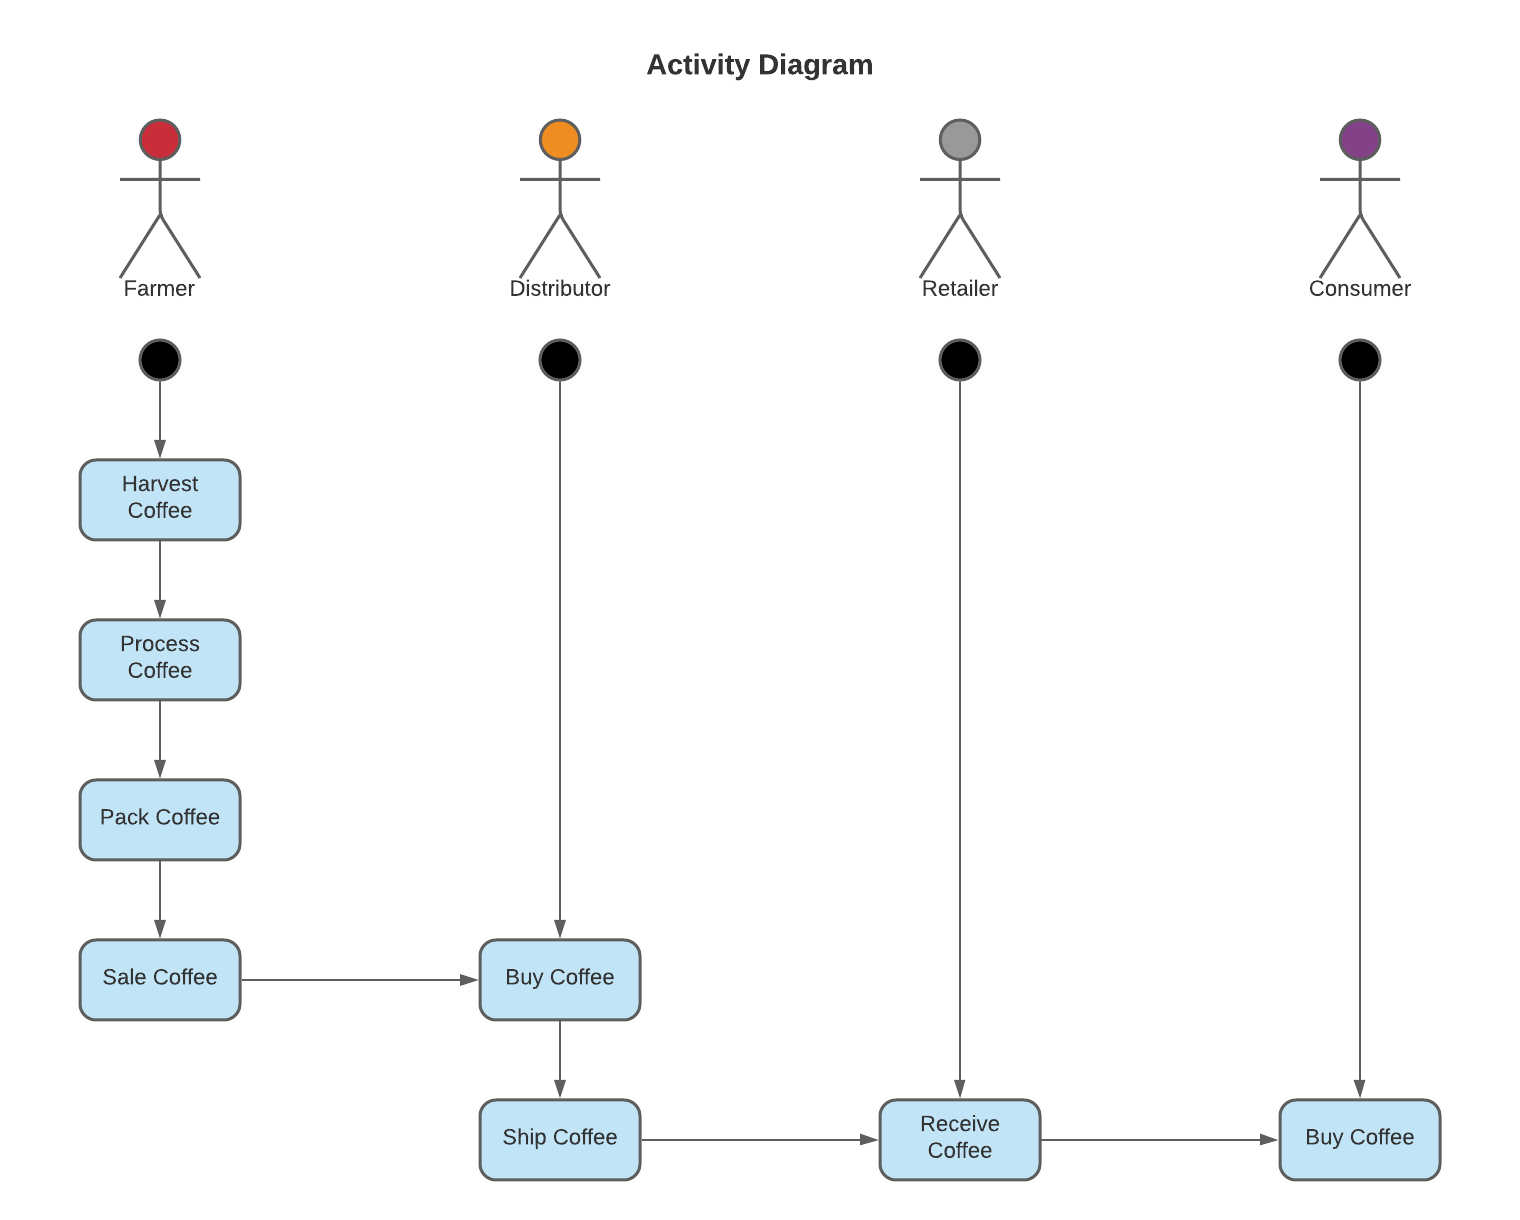 Activity Diagram
Farmer
Distributor
Retailer
Consumer
Harvest
Coffee
Process
Coffee
Pack Coffee
Sale Coffee
Buy Coffee
Ship Coffee
Receive
Coffee
Buy Coffee